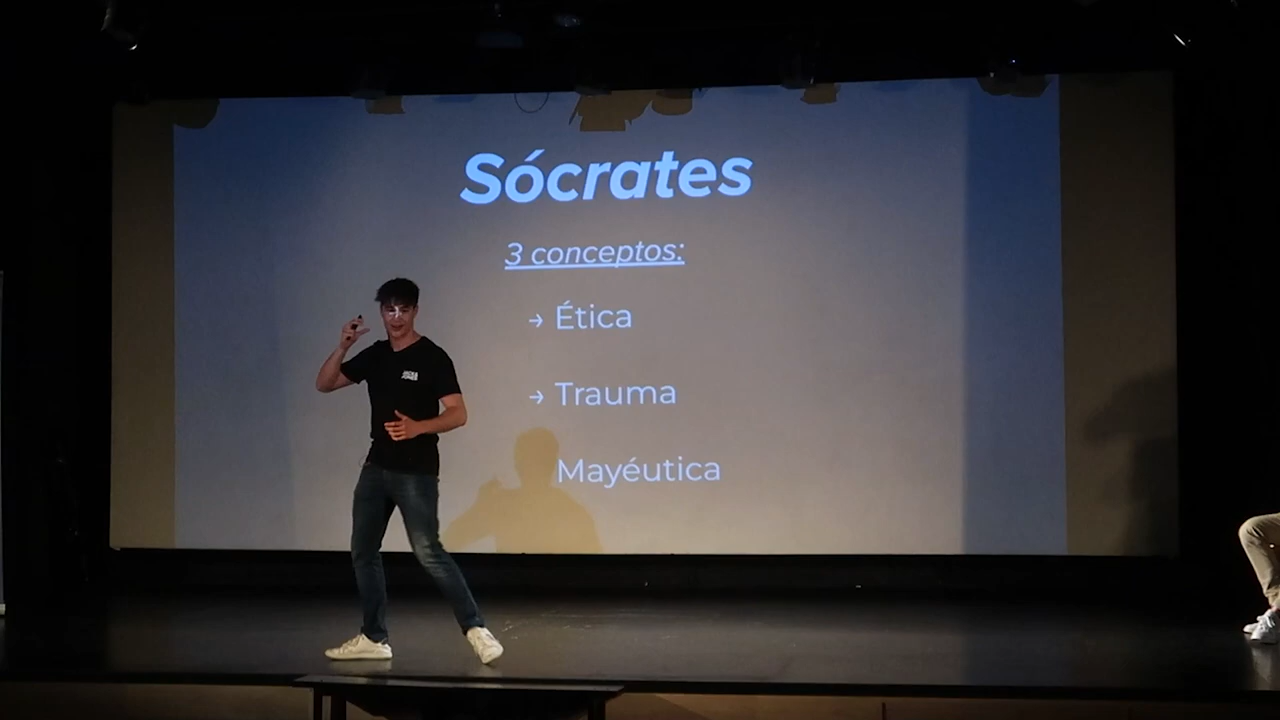 Sócrates
3 conceptos:
→ Ética
→ Trauma
Mayéutica